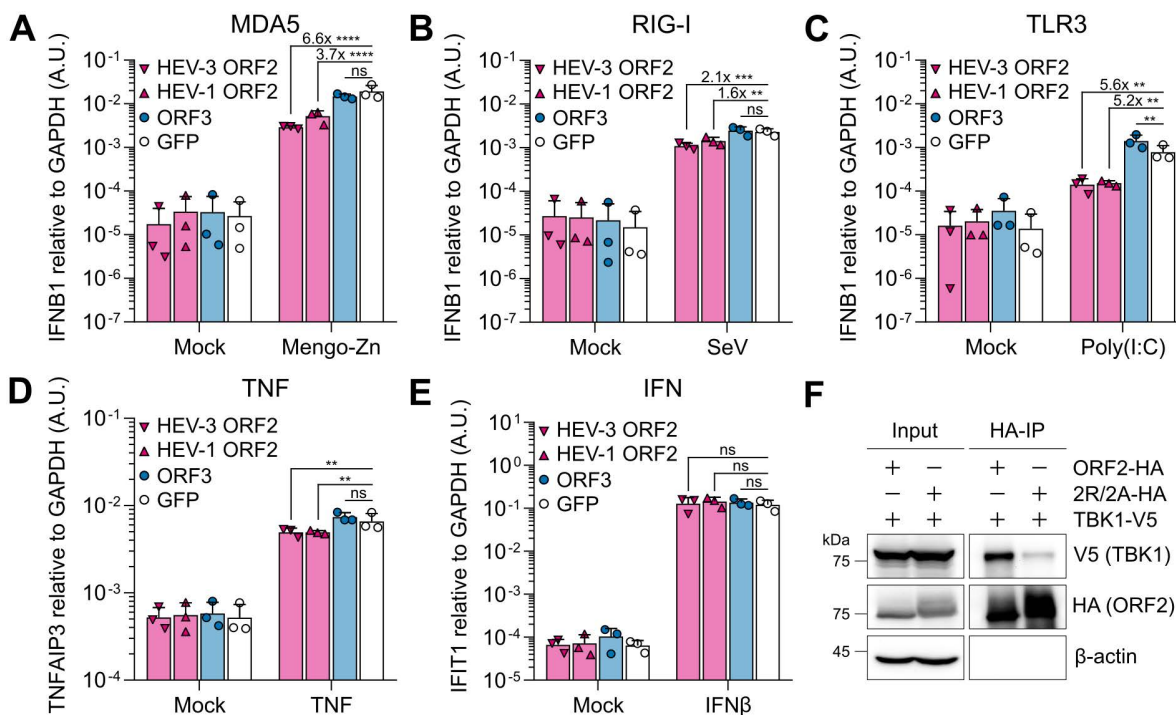 A
MDA5
IFNB1 relative to GAPDH (A.U.)
10-1
10-2
10-3
10-4
10-5
10-6
10-7
HEV-3 ORF2
HEV-1 ORF2
ORF3
GFP
6.6x ****
3.7x ****
ns
Mock
Mengo-Zn
B
RIG-I
IFNB1 relative to GAPDH (A.U.)
10-1
10-2
10-3
10-4
10-5
10-6
10-7
HEV-3 ORF2
HEV-1 ORF2
ORF3
GFP
2.1x ***
1.6x **
ns
Mock
SeV
C
TLR3
IFNB1 relative to GAPDH (A.U.)
10-1
10-2
10-3
10-4
10-5
10-6
10-7
HEV-3 ORF2
HEV-1 ORF2
ORF3
GFP
5.6x **
5.2x **
**
Mock
Poly(I:C)
D
TNF
TNFAIP3 relative to GAPDH (A.U.)
10-1
10-2
10-3
10-4
HEV-3 ORF2
HEV-1 ORF2
ORF3
GFP
**
**
ns
Mock
TNF
E
IFN
IFIT1 relative to GAPDH (A.U.)
101
100
10-1
10-2
10-3
10-4
10-5
HEV-3 ORF2
HEV-1 ORF2
ORF3
GFP
ns
ns
ns
Mock
IFNβ
F
Input HA-IP
+ – + – ORF2-HA
– + – + 2R/2A-HA
+ + + + TBK1-V5
kDa
75 V5 (TBK1)
75 HA (ORF2)
45 β-actin